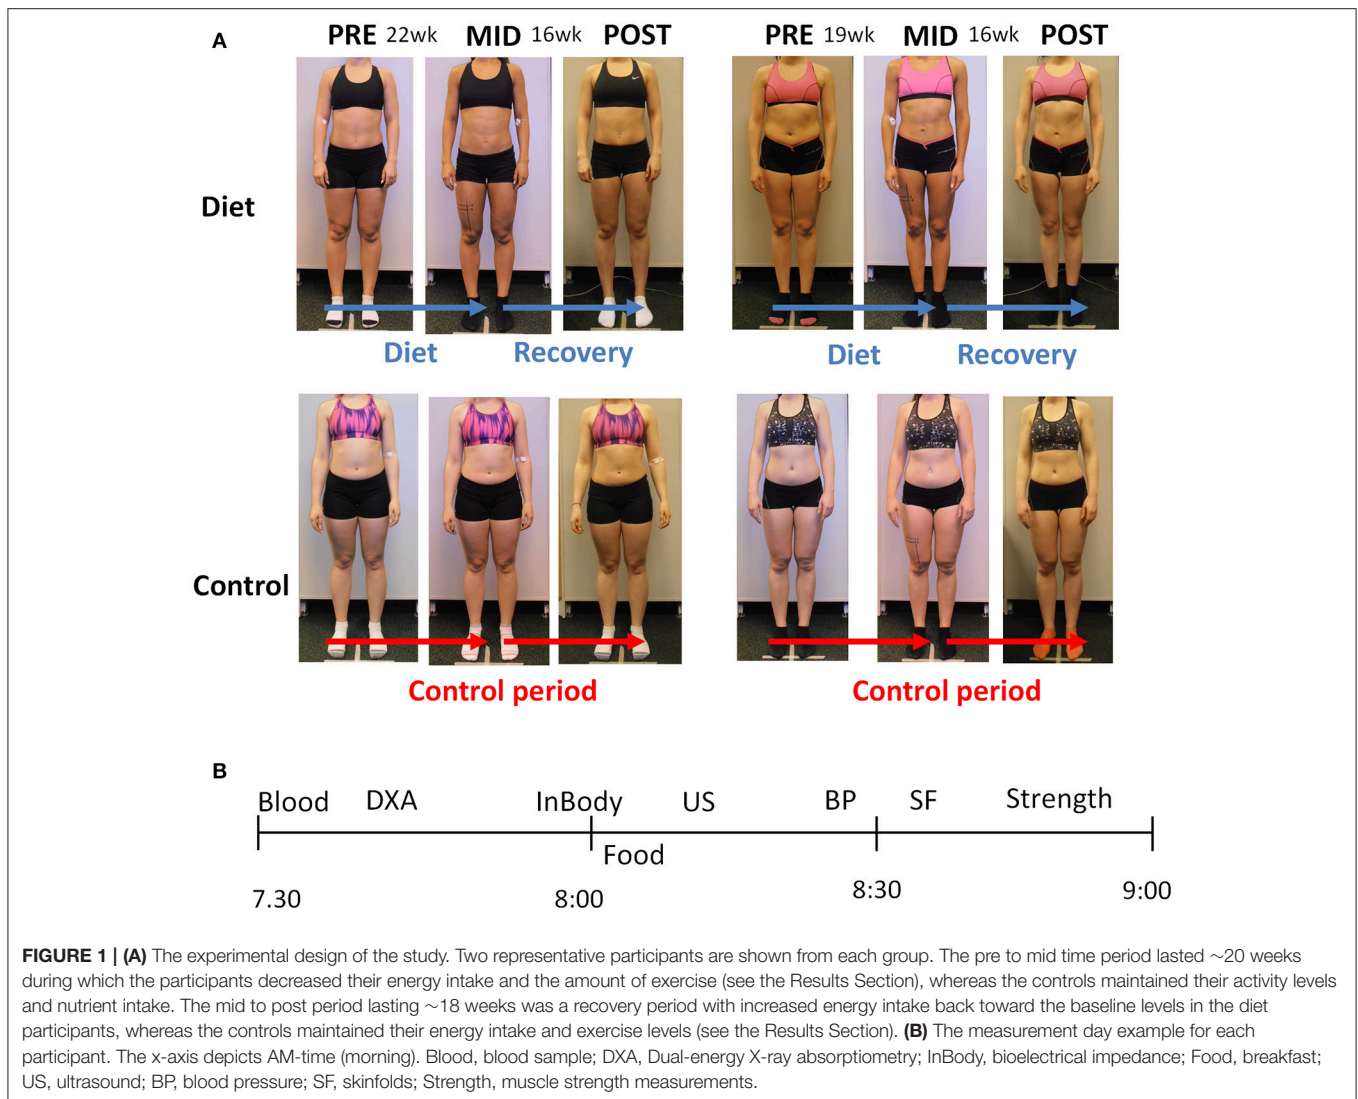 A
PRE 22wk MID 16wk POST
PRE 19wk MID 16wk POST
Diet
Diet Recovery
Diet Recovery
Control
Control period
Control period
B
Blood DXA InBody US BP SF Strength
Food
7.30 8:00 8:30 9:00
FIGURE 1 | (A) The experimental design of the study. Two representative participants are shown from each group. The pre to mid time period lasted ~20 weeks
during which the participants decreased their energy intake and the amount of exercise (see the Results Section), whereas the controls maintained their activity levels
and nutrient intake. The mid to post period lasting ~18 weeks was a recovery period with increased energy intake back toward the baseline levels in the diet
participants, whereas the controls maintained their energy intake and exercise levels (see the Results Section). (B) The measurement day example for each
participant. The x-axis depicts AM-time (morning). Blood, blood sample; DXA, Dual-energy X-ray absorptiometry; InBody, bioelectrical impedance; Food, breakfast;
US, ultrasound; BP, blood pressure; SF, skinfolds; Strength, muscle strength measurements.